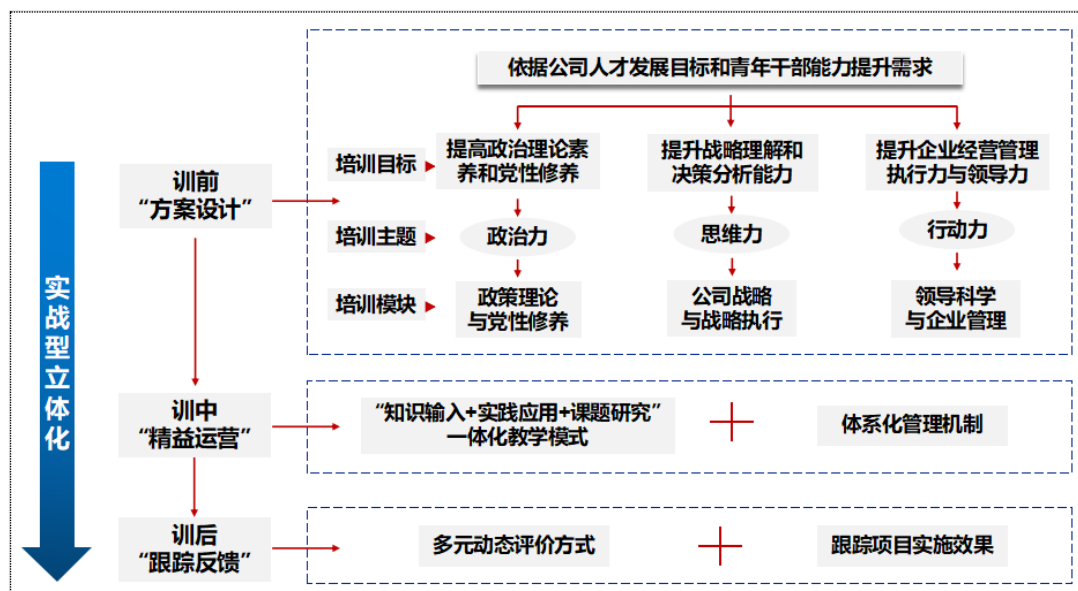 依据公司人才发展目标和青年干部能力提升需求
培训目标
提高政治理论素
养和党性修养
提升战略理解和
决策分析能力
提升企业经营管理
执行力与领导力
训前
“方案设计”
培训主题
政治力
思维力
行动力
培训模块
政策理论
与党性修养
公司战略
与战略执行
领导科学
与企业管理
实战型立体化
训中
“精益运营”
“知识输入+实践应用+课题研究”
一体化教学模式
体系化管理机制
训后
“跟踪反馈”
多元动态评价方式
跟踪项目实施效果